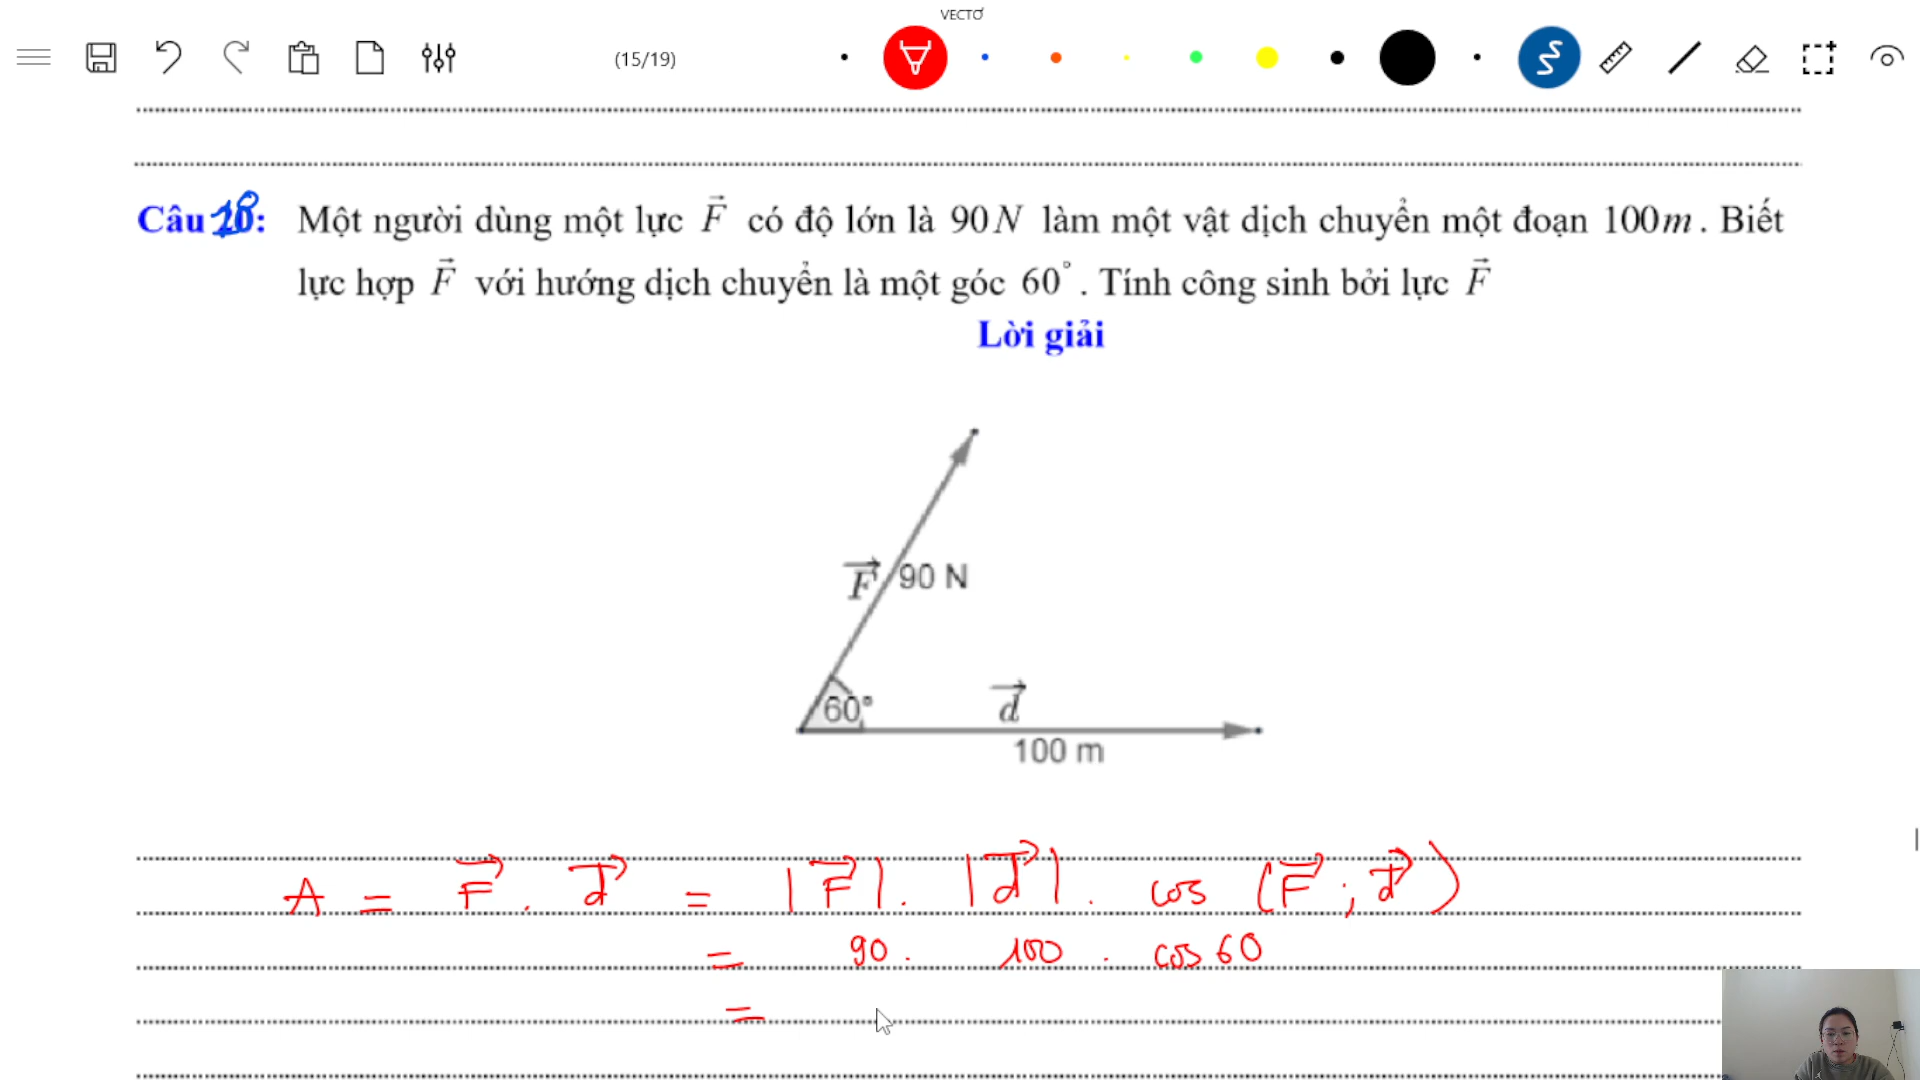 VECTƠ
(15/19)
Câu 18: Một người dùng một lực F⃗ có độ lớn là 90N làm một vật dịch chuyển một đoạn 100m. Biết
lực hợp F⃗ với hướng dịch chuyển là một góc 60°. Tính công sinh bởi lực F⃗
Lời giải
F⃗ 90 N
60°
d⃗
100 m
A = F⃗ . d⃗ = |F⃗| . |d⃗| . cos (F⃗ ; d⃗)
= 90 . 100 . cos 60
=